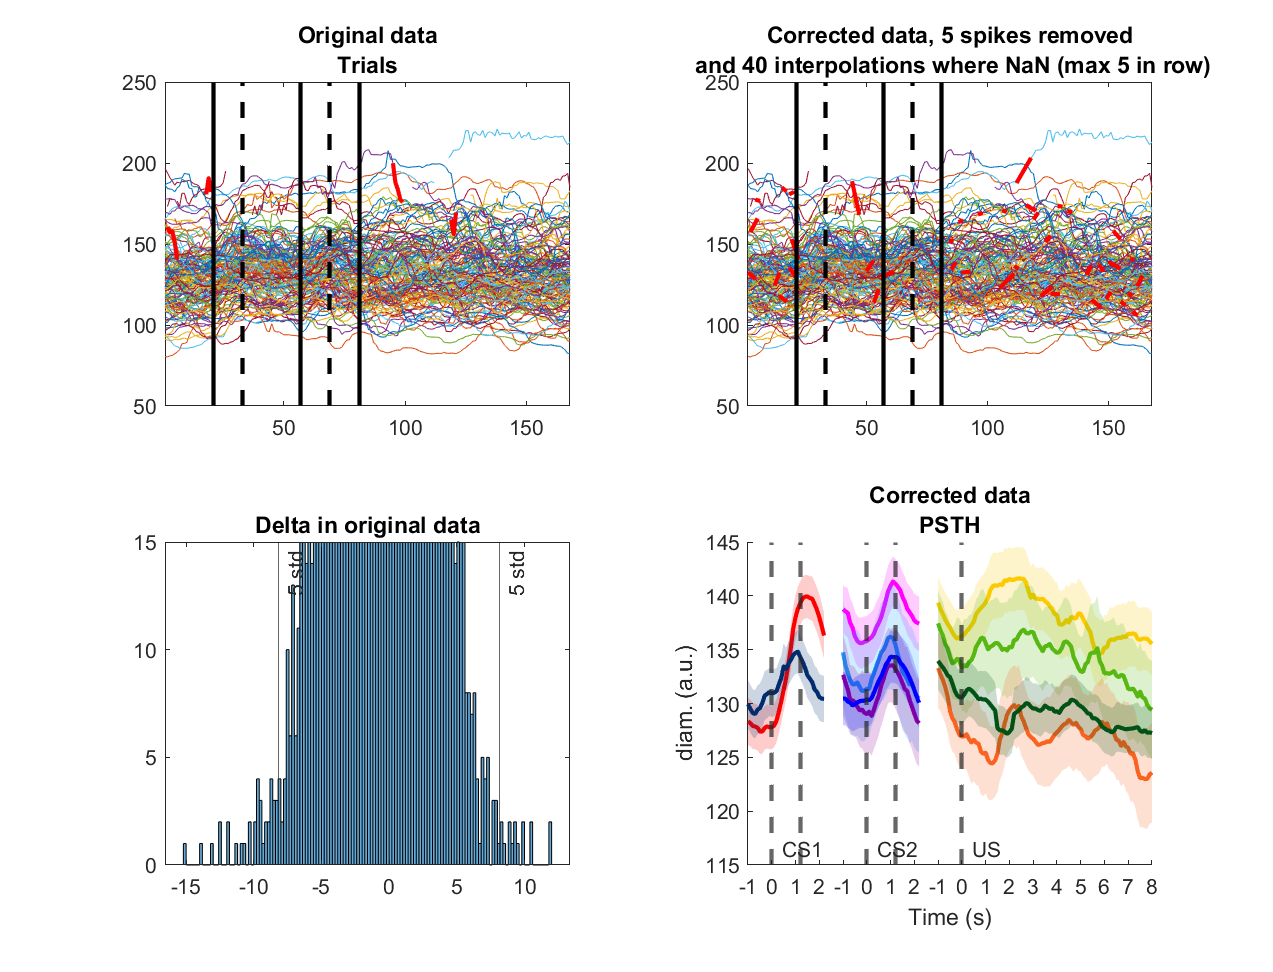 Original data
Trials
250
200
150
100
50
50
100
150
Corrected data, 5 spikes removed
and 40 interpolations where NaN (max 5 in row)
250
200
150
100
50
50
100
150
Delta in original data
15
10
5
0
5 std
5 std
-15
-10
-5
0
5
10
Corrected data
PSTH
145
140
135
130
125
120
115
diam. (a.u.)
CS1
CS2
US
-1 0 1 2 -1 0 1 2 -1 0 1 2 3 4 5 6 7 8
Time (s)